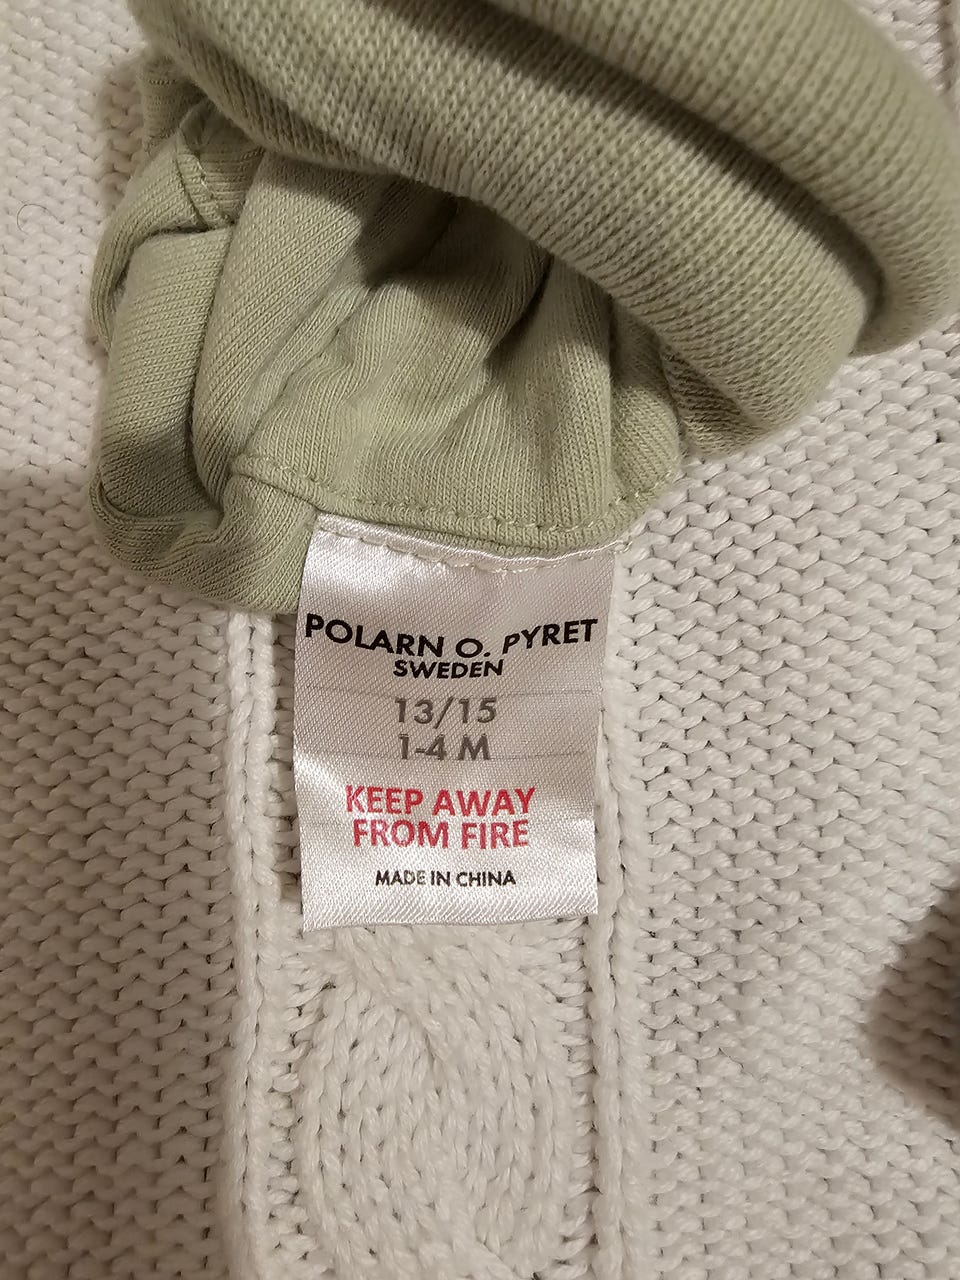 POLARN O. PYRET
SWEDEN
13/15
1-4 M
KEEP AWAY
FROM FIRE
MADE IN CHINA